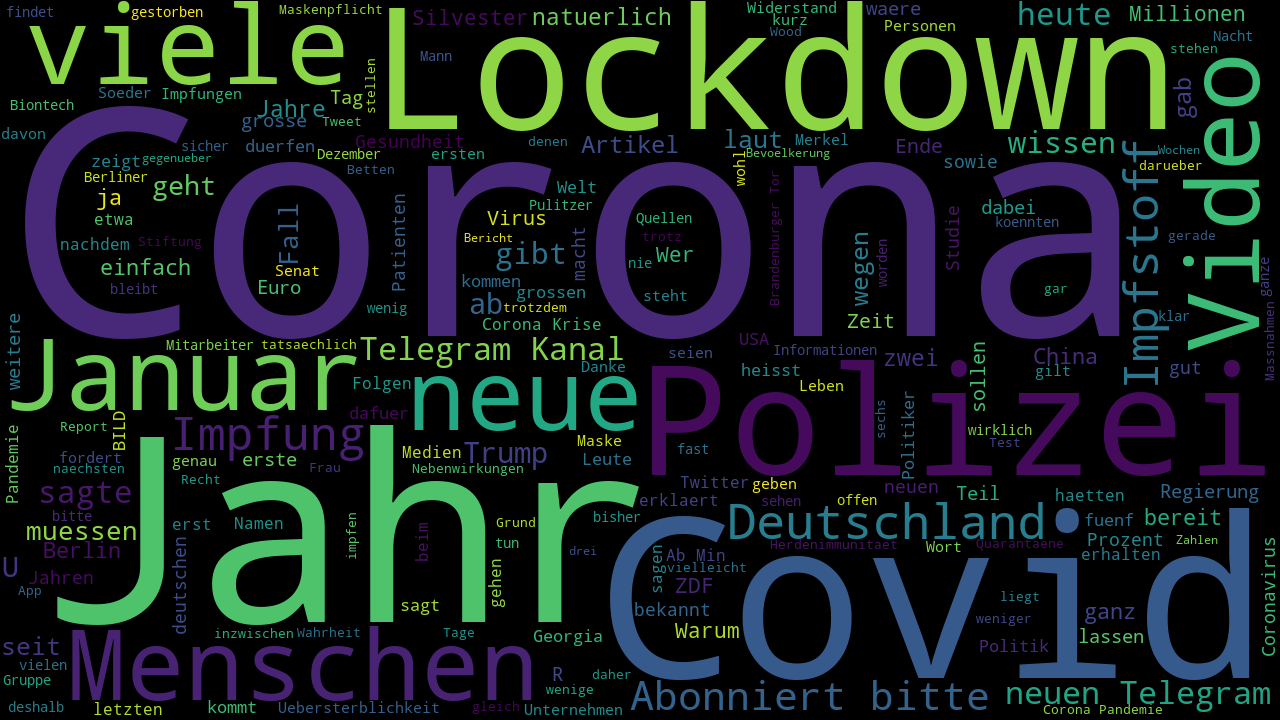 findet
gestorben
Maskenpflicht
Silvester
natuerlich
Widerstand
kurz
Wood
waere
Personen
heute
Millionen
Nacht
viele
Lockdown
Mann
stehen
stellen
Biontech
Soeder
Impfungen
Jahre
Tag
grosse
Tweet
gab
Video
davon
sicher
duerfen
Gesundheit
denen
Artikel
laut
Merkel
Ende
wissen
Wochen
Corona
zeigt
gegenueber
Dezember
Betten
ersten
wohl
Bevoelkerung
sowie
darueber
Berliner
ja
geht
Welt
Pulitzer
Impfstoff
etwa
Fall
Patienten
Virus
Quellen
Brandenburger Tor
Studie
dabei
koennten
nachdem
Stiftung
Bericht
trotz
gerade
einfach
Senat
gibt
macht
nie
Wer
wegen
worden
ganze
bleibt
Euro
kommen
grossen
steht
gar
wenig
ab
trotzdem
Zeit
klar
weitere
Corona Krise
Massnahmen
Januar
Mitarbeiter
tatsaechlich
Telegram Kanal
seien
USA
Informationen
zwei
sollen
China
gilt
gut
Folgen
neue
Danke
heisst
Leben
Polizei
dafuer
Report
BILD
Impfung
Maske
sechs
Politiker
wirklich
Test
Pandemie
fordert
naechsten
genau
erste
Frau
Medien
Nebenwirkungen
Trump
Leute
fast
Recht
Jahr
sagte
Twitter
geben
sehen
offen
neuen
Teil
haetten
Regierung
erklaert
bitte
muessen
erst
Namen
impfen
beim
Grund
bisher
Deutschland
fuenf
bereit
Berlin
deutschen
tun
drei
sagen
Ab Min
Herdenimmunitaet
Wort
Quarantaene
Prozent
Zahlen
erhalten
U
Jahren
App
gehen
vielleicht
ZDF
Covid
Coronavirus
sagt
bekannt
liegt
weniger
ganz
seit
inzwischen
Wahrheit
Tage
Georgia
Warum
Politik
lassen
Menschen
vielen
Gruppe
R
daher
wenige
Abonniert bitte
neuen Telegram
deshalb
letzten
kommt
Uebersterblichkeit
gleich
Unternehmen
Corona Pandemie